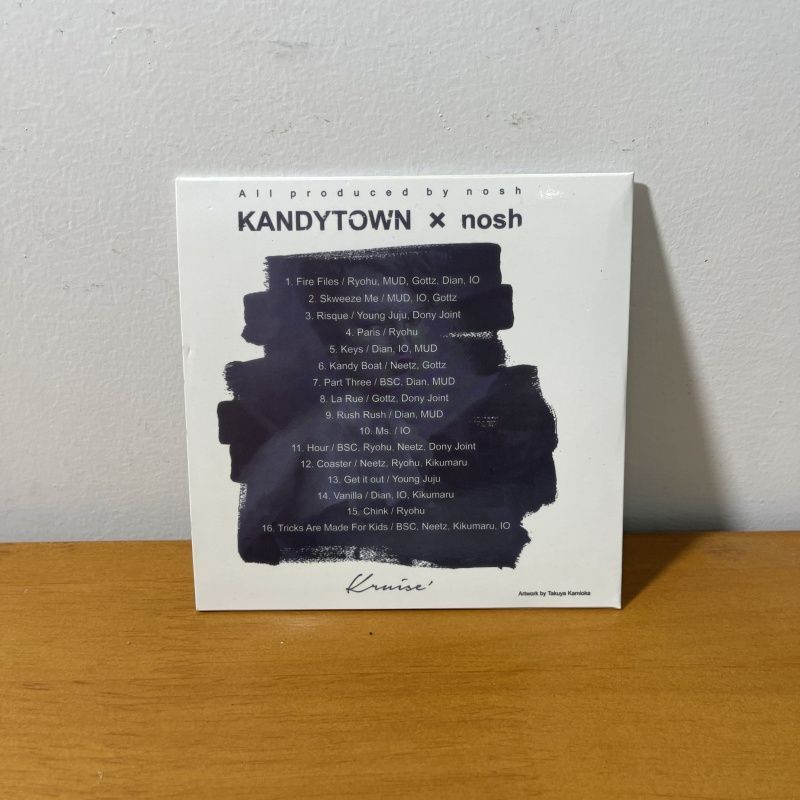 All produced by nosh
KANDYTOWN × nosh
1. Fire Files / Ryohu, MUD, Gottz, Dian, IO
2. Skweeze Me / MUD, IO, Gottz
3. Risque / Young Juju, Dony Joint
4. Paris / Ryohu
5. Keys / Dian, IO, MUD
6. Kandy Boat / Neetz, Gottz
7. Part Three / BSC, Dian, MUD
8. La Rue / Gottz, Dony Joint
9. Rush Rush / Dian, MUD
10. Ms. / IO
11. Hour / BSC, Ryohu, Neetz, Dony Joint
12. Coaster / Neetz, Ryohu, Kikumaru
13. Get it out / Young Juju
14. Vanilla / Dian, IO, Kikumaru
15. Chink / Ryohu
16. Tricks Are Made For Kids / BSC, Neetz, Kikumaru, IO
Kruise'
Artwork by Takuya Kamioka